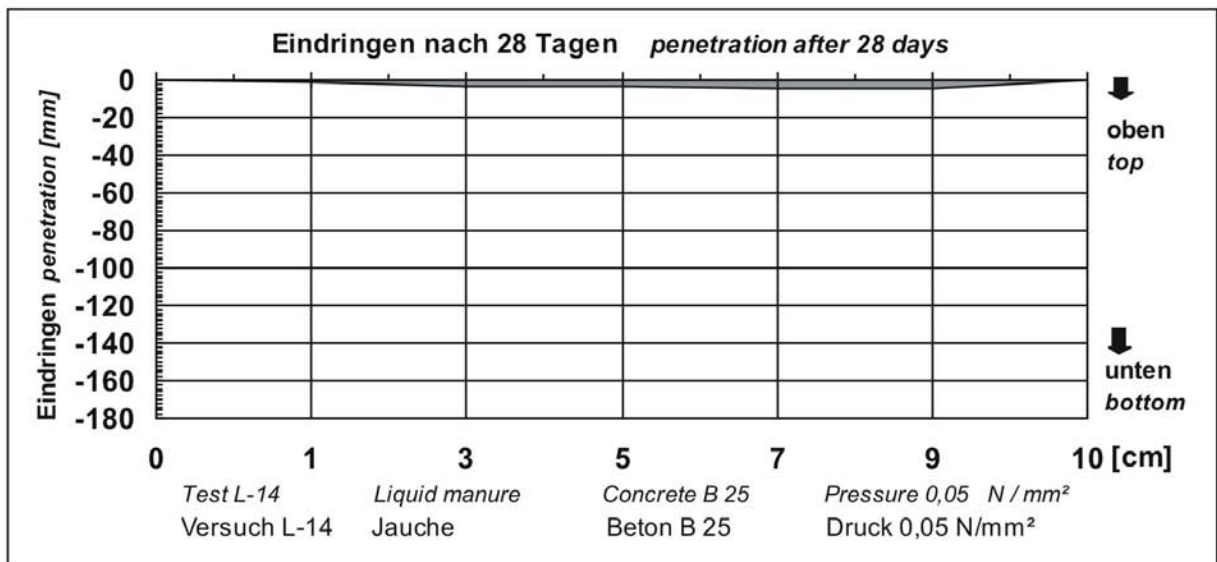 Eindringen nach 28 Tagen penetration after 28 days
Eindringen penetration [mm]
0
-20
-40
-60
-80
-100
-120
-140
-160
-180
oben
top
unten
bottom
0 1 3 5 7 9 10 [cm]
Test L-14 Liquid manure Concrete B 25 Pressure 0,05 N / mm²
Versuch L-14 Jauche Beton B 25 Druck 0,05 N/mm²